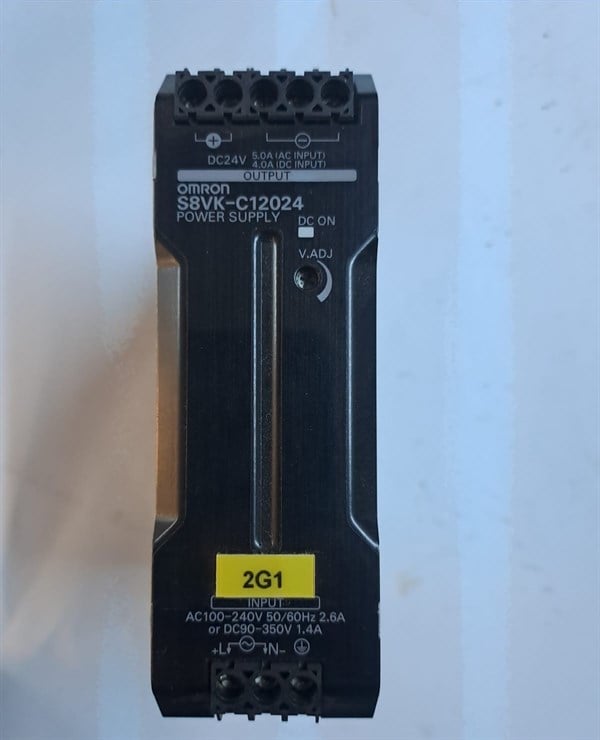 + −
DC24V 5.0A (AC INPUT)
4.0A (DC INPUT)
OUTPUT
OMRON
S8VK-C12024
POWER SUPPLY
DC ON
V.ADJ
2G1
INPUT
AC100-240V 50/60Hz 2.6A
or DC90-350V 1.4A
+L N-